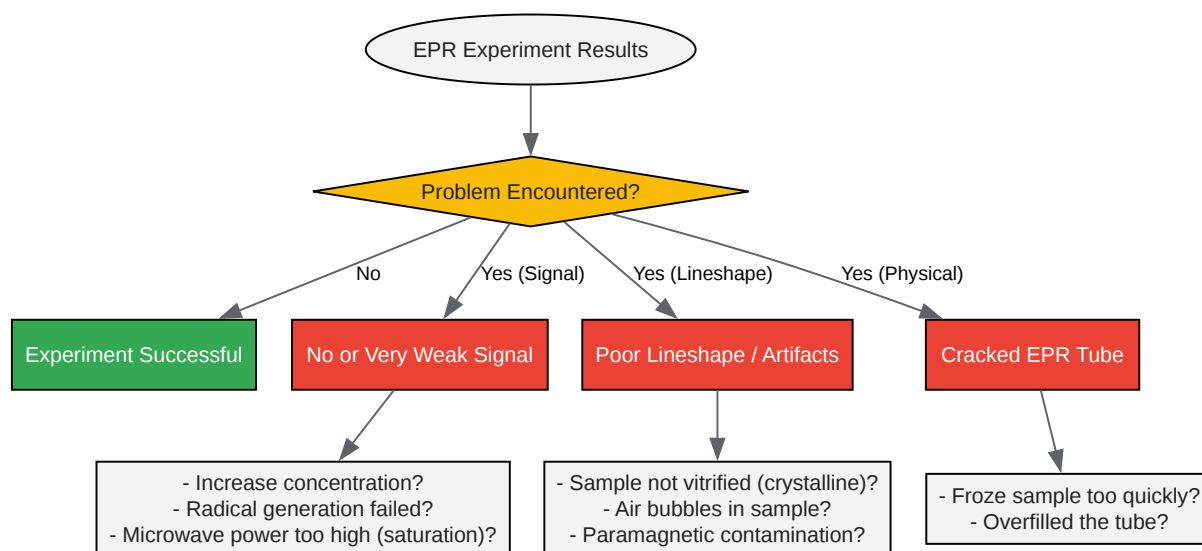 EPR Experiment Results
Problem Encountered?
No
Yes (Signal)
Yes (Lineshape)
Yes (Physical)
Experiment Successful
No or Very Weak Signal
Poor Lineshape / Artifacts
Cracked EPR Tube
- Increase concentration?
- Radical generation failed?
- Microwave power too high (saturation)?
- Sample not vitrified (crystalline)?
- Air bubbles in sample?
- Paramagnetic contamination?
- Froze sample too quickly?
- Overfilled the tube?